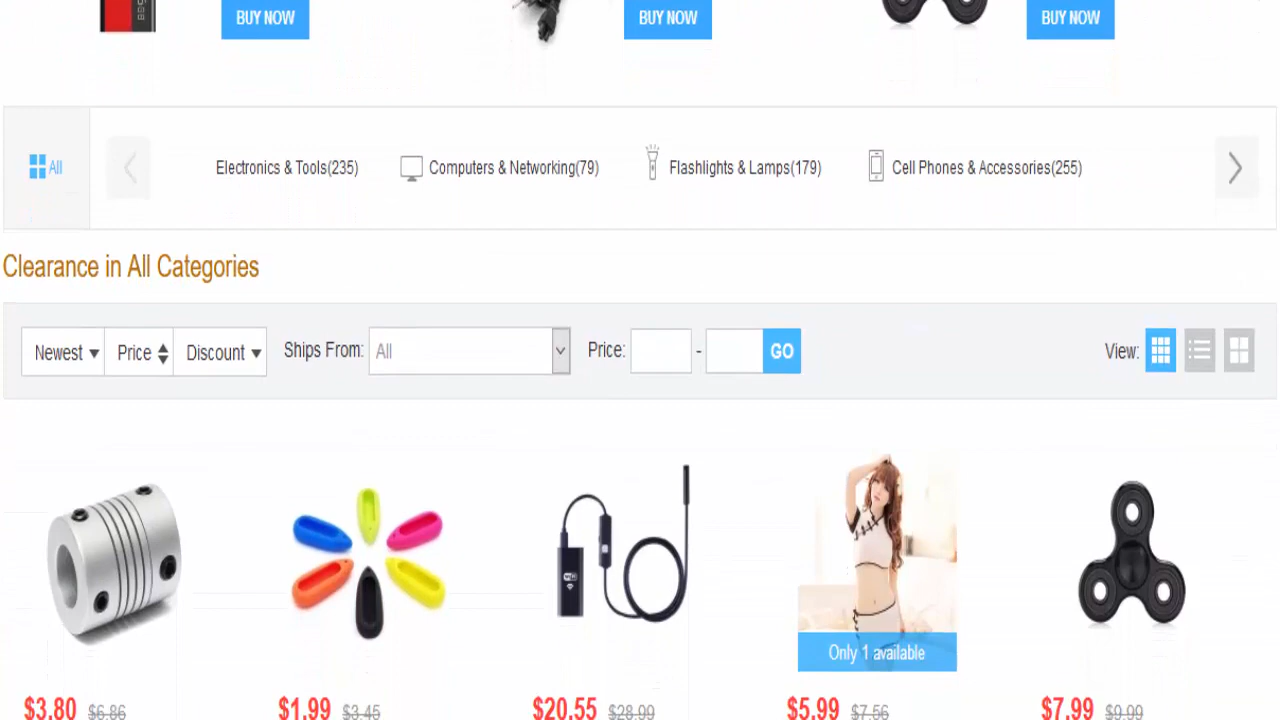 BUY NOW
BUY NOW
BUY NOW
All
Electronics & Tools(235)
Computers & Networking(79)
Flashlights & Lamps(179)
Cell Phones & Accessories(255)
Clearance in All Categories
Newest
Price
Discount
Ships From:
All
Price:
-
GO
View:
Only 1 available
$3.80 $6.86
$1.99 $3.45
$20.55 $28.99
$5.99 $7.56
$7.99 $9.99